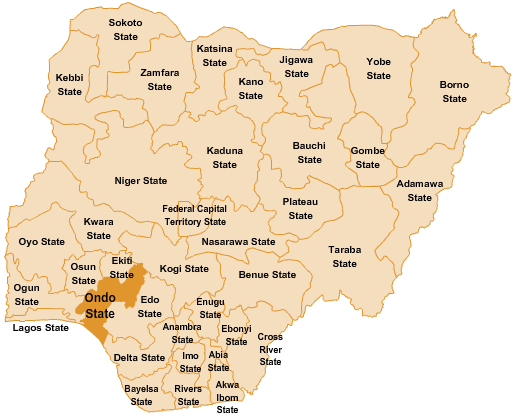 Sokoto
State
Katsina
State
Jigawa
State
Yobe
State
Kebbi
State
Zamfara
State
Kano
State
Borno
State
Kaduna
State
Bauchi
State
Gombe
State
Niger State
Adamawa
State
Federal Capital
Territory State
Plateau
State
Kwara
State
Oyo State
Nasarawa State
Taraba
State
Osun
State
Ekiti
State
Kogi State
Benue State
Ogun
State
Ondo
State
Edo
State
Enugu
State
Lagos State
Anambra
State
Ebonyi
State
Cross
River
State
Delta State
Imo
State
Abia
State
Bayelsa
State
Rivers
State
Akwa
Ibom
State